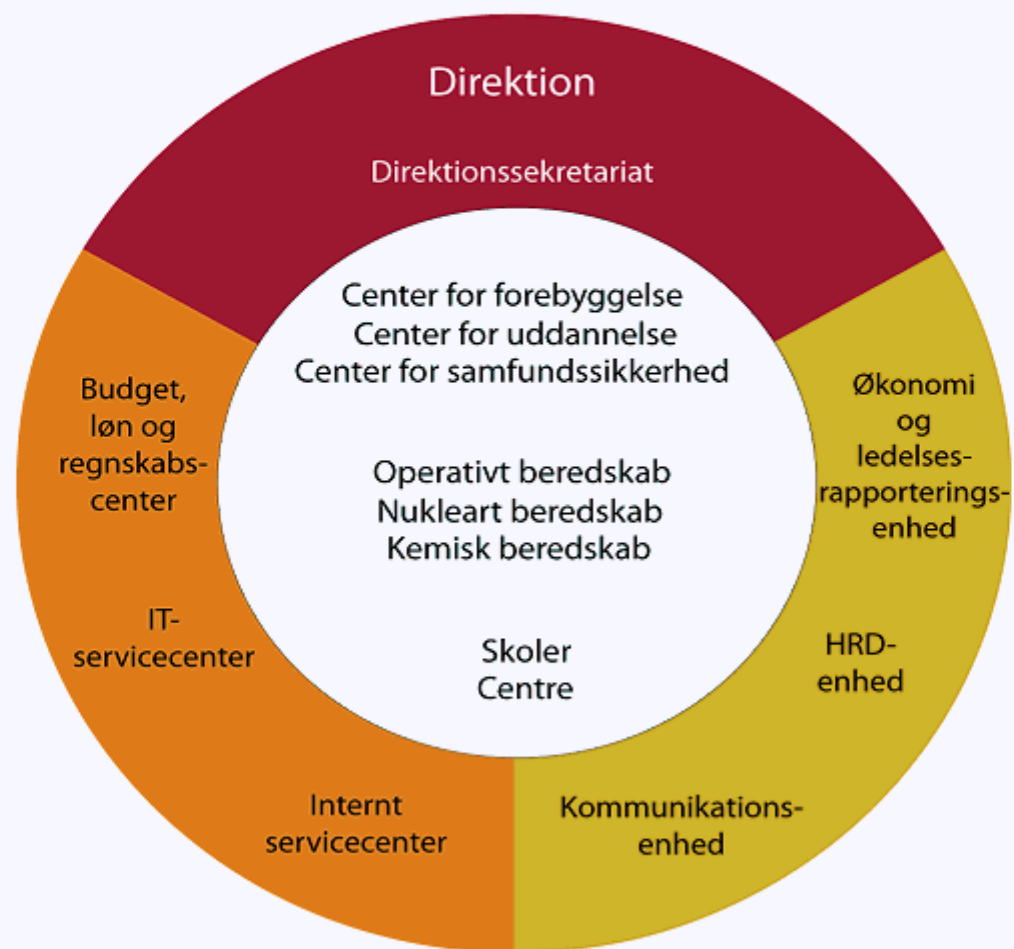 Direktion
Direktionssekretariat
Center for forebyggelse
Center for uddannelse
Center for samfundssikkerhed
Operativt beredskab
Nukleart beredskab
Kemisk beredskab
Skoler
Centre
Budget,
løn og
regnskabs-
center
IT-
servicecenter
Internt
servicecenter
Økonomi
og
ledelses-
rapporterings-
enhed
HRD-
enhed
Kommunikations-
enhed